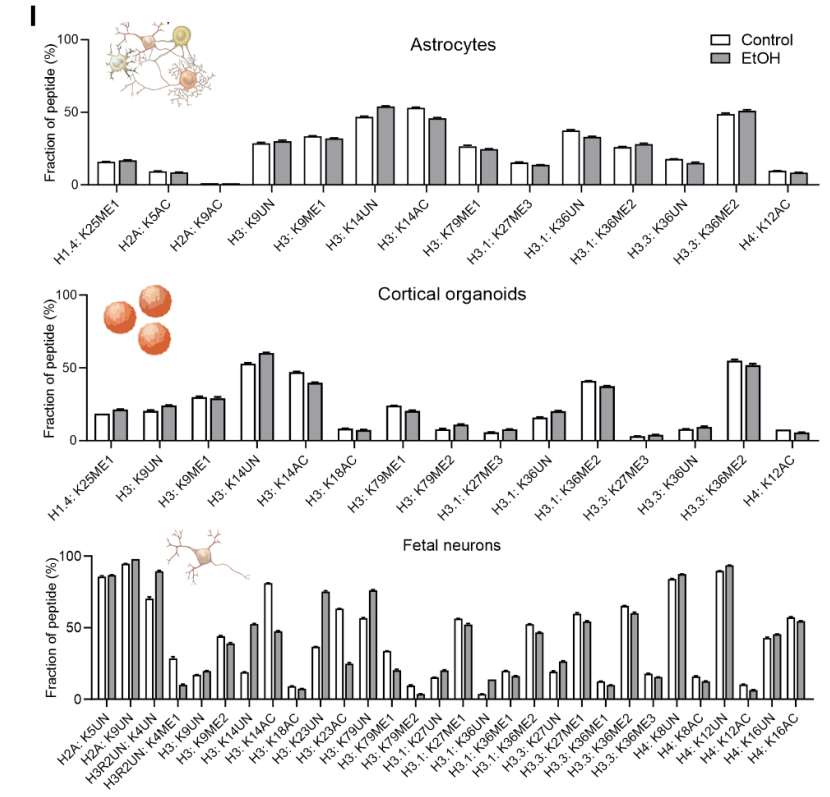 I
Astrocytes
Control
EtOH
Fraction of peptide (%)
100
50
0
H1.4: K25ME1
H2A: K5AC
H2A: K9AC
H3: K9UN
H3: K9ME1
H3: K14UN
H3: K14AC
H3: K79ME1
H3.1: K27ME3
H3.1: K36UN
H3.1: K36ME2
H3.3: K36UN
H3.3: K36ME2
H4: K12AC
Cortical organoids
Fraction of peptide (%)
100
50
0
H1.4: K25ME1
H3: K9UN
H3: K9ME1
H3: K14UN
H3: K14AC
H3: K18AC
H3: K79ME1
H3: K79ME2
H3.1: K27ME3
H3.1: K36UN
H3.1: K36ME2
H3.3: K27ME3
H3.3: K36UN
H3.3: K36ME2
H4: K12AC
Fetal neurons
Fraction of peptide (%)
100
50
0
H2A: K5UN
H2A: K9UN
H3R2UN: K4UN
H3R2UN: K4ME1
H3: K9UN
H3: K9ME2
H3: K14UN
H3: K14AC
H3: K18AC
H3: K23UN
H3: K23AC
H3: K79UN
H3: K79ME1
H3: K79ME2
H3.1: K27UN
H3.1: K27ME1
H3.1: K36UN
H3.1: K36ME1
H3.1: K36ME2
H3.3: K27UN
H3.3: K27ME1
H3.3: K36ME1
H3.3: K36ME2
H3.3: K36ME3
H4: K8UN
H4: K8AC
H4: K12UN
H4: K12AC
H4: K16UN
H4: K16AC